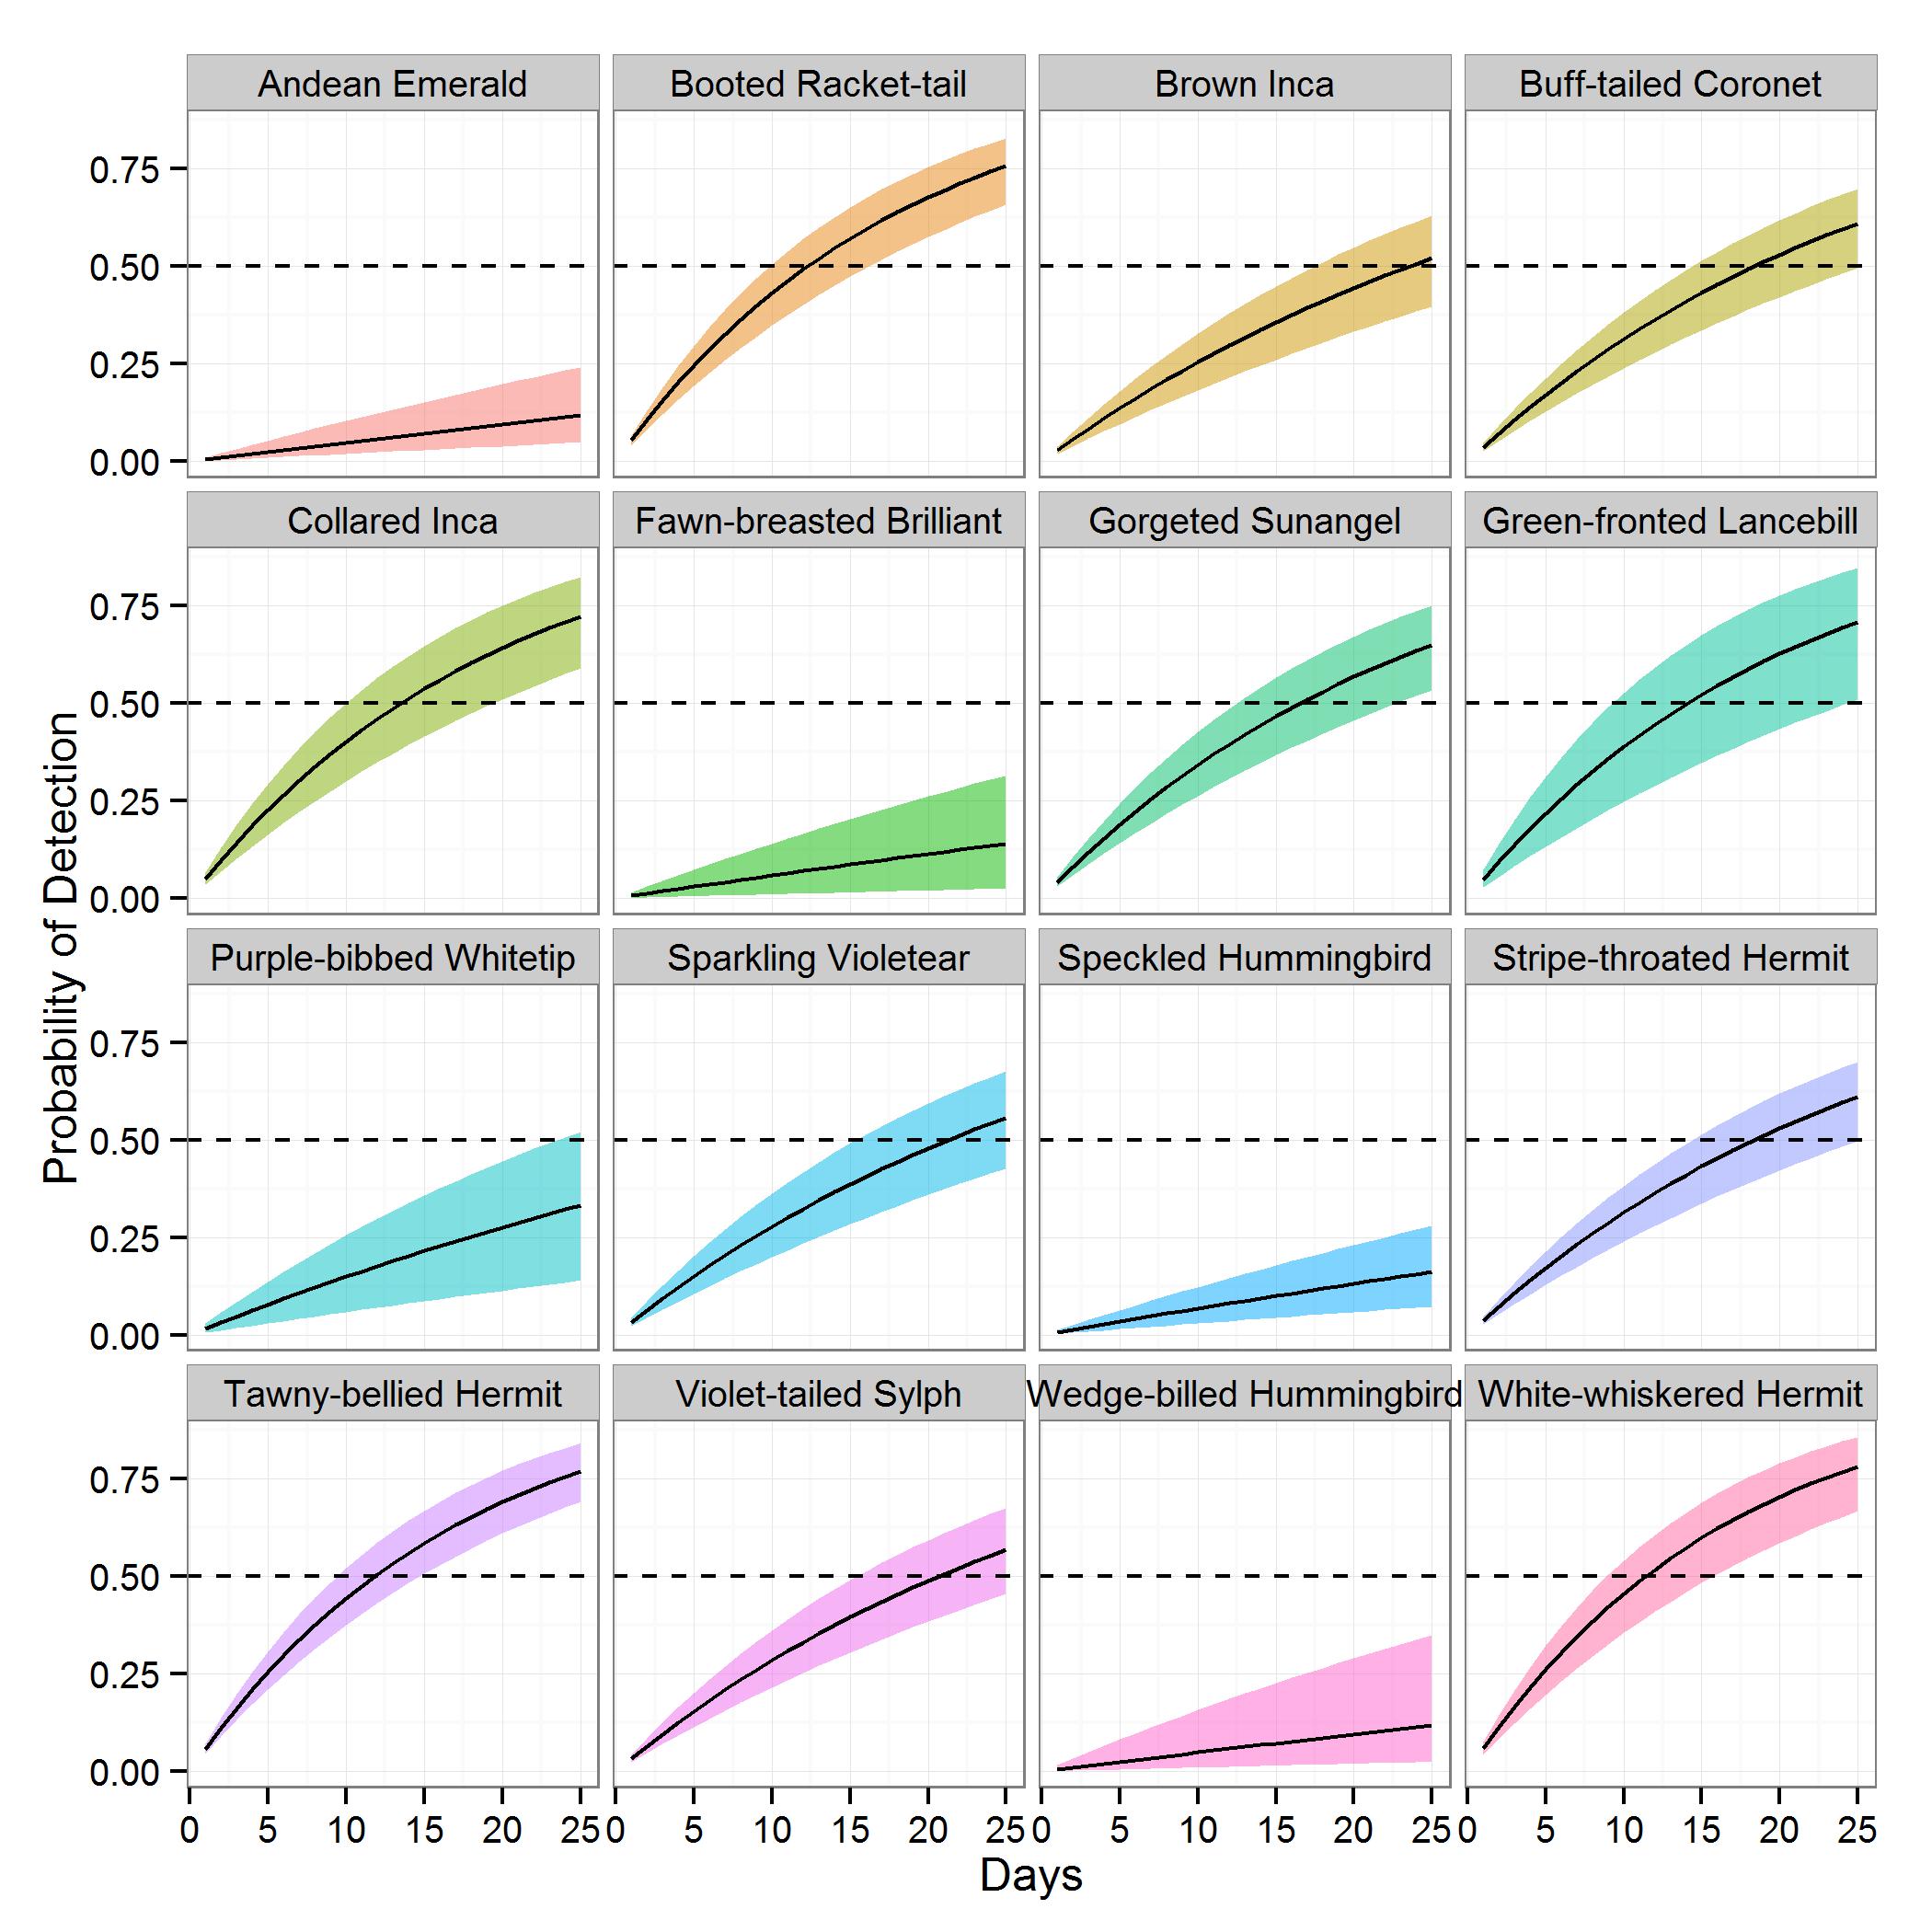 Andean Emerald
Booted Racket-tail
Brown Inca
Buff-tailed Coronet
0.75
0.50
0.25
0.00
Collared Inca
Fawn-breasted Brilliant
Gorgeted Sunangel
Green-fronted Lancebill
0.75
0.50
0.25
0.00
Probability of Detection
Purple-bibbed Whitetip
Sparkling Violetear
Speckled Hummingbird
Stripe-throated Hermit
0.75
0.50
0.25
0.00
Tawny-bellied Hermit
Violet-tailed Sylph
Wedge-billed Hummingbird
White-whiskered Hermit
0.75
0.50
0.25
0.00
0 5 10 15 20 25
0 5 10 15 20 25
0 5 10 15 20 25
0 5 10 15 20 25
Days